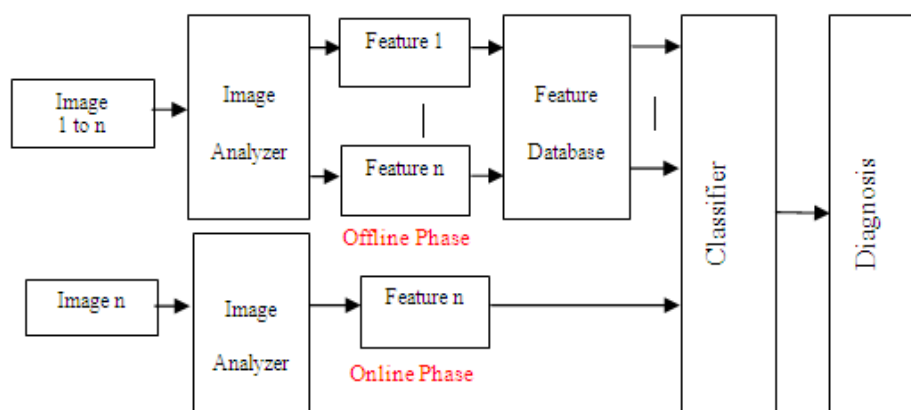 Image
1 to n
Image
Analyzer
Feature 1
Feature n
Feature
Database
Offline Phase
Image n
Image
Analyzer
Feature n
Online Phase
Classifier
Diagnosis